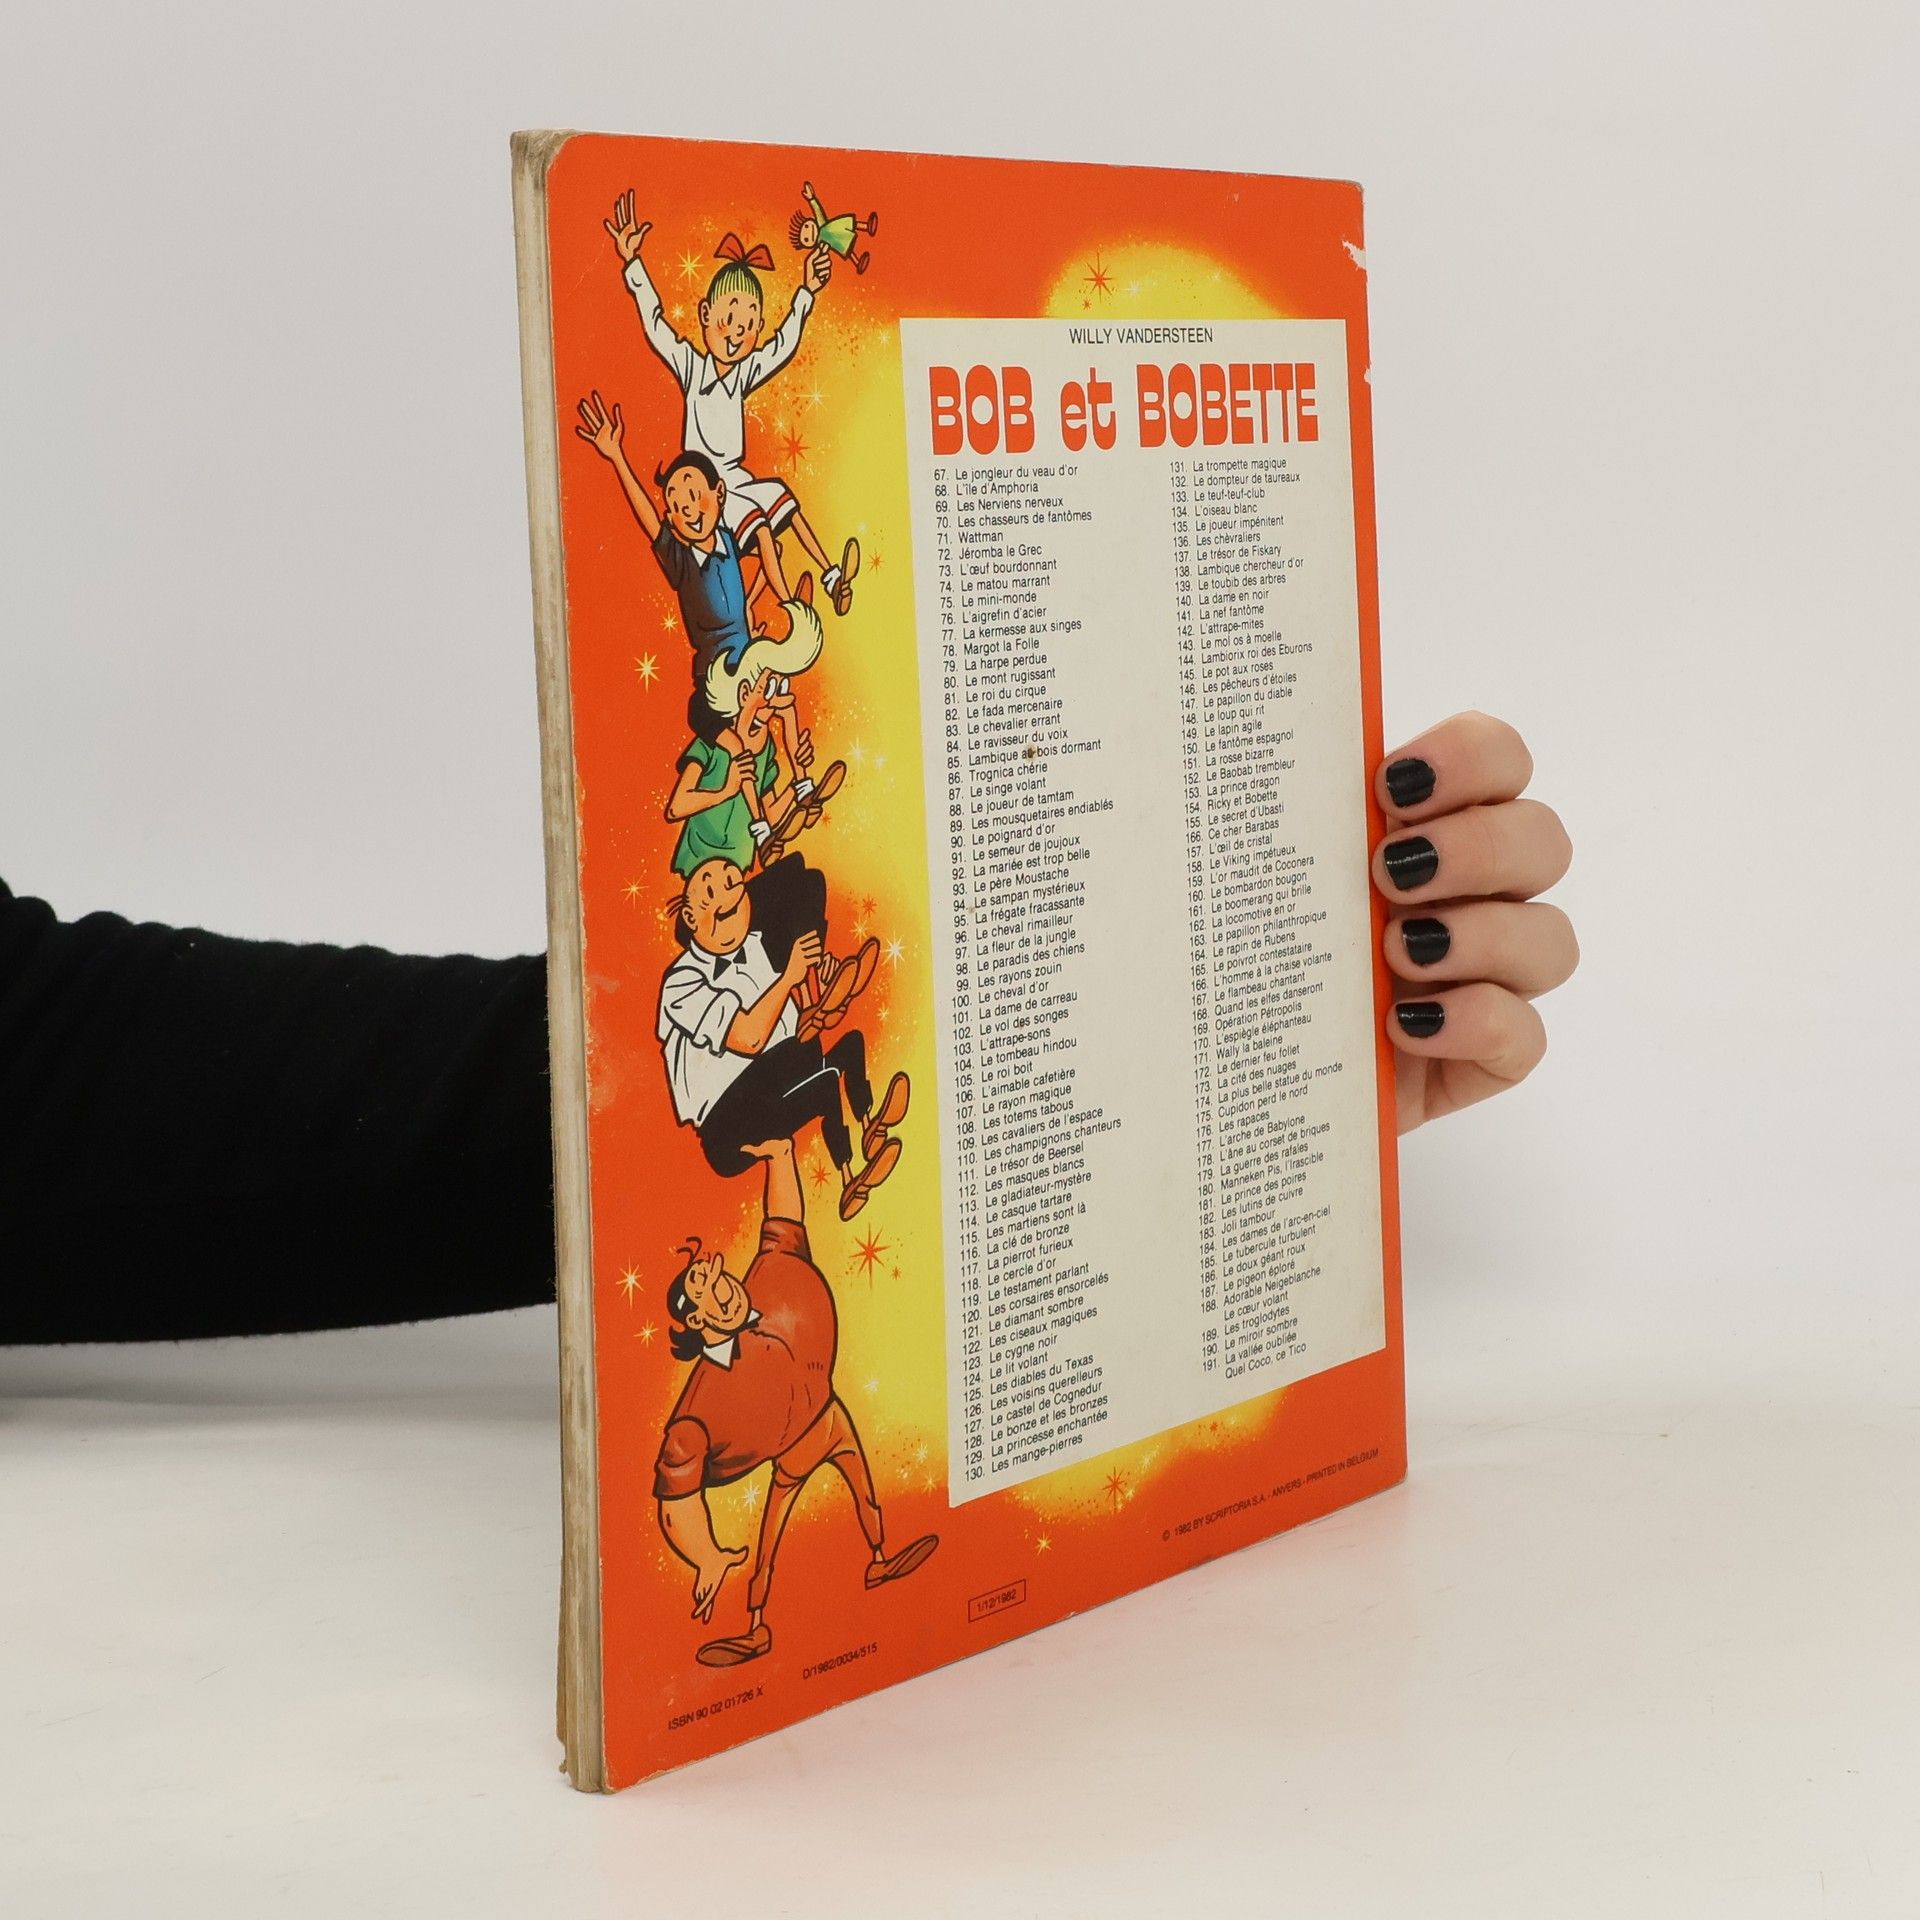 WILLY VANDERSTEEN
BOB et BOBETTE
67. Le jongleur du veau d'or
68. L'île d'Amphoria
69. Les Nerviens nerveux
70. Les chasseurs de fantômes
71. Wattman
72. Jéromba le Grec
73. L'œuf bourdonnant
74. Le matou marrant
75. Le mini-monde
76. L'aigrefin d'acier
77. La kermesse aux singes
78. Margot la Folle
79. La harpe perdue
80. Le mont rugissant
81. Le roi du cirque
82. Le fada mercenaire
83. Le chevalier errant
84. Le ravisseur du voix
85. Lambique au bois dormant
86. Trognica chérie
87. Le singe volant
88. Le joueur de tamtam
89. Les mousquetaires endiablés
90. Le poignard d'or
91. Le semeur de joujoux
92. La mariée est trop belle
93. Le père Moustache
94. Le sampan mystérieux
95. La frégate fracassante
96. Le cheval rimailleur
97. La fleur de la jungle
98. Le paradis des chiens
99. Les rayons zouin
100. Le cheval d'or
101. La dame de carreau
102. Le vol des songes
103. L'attrape-sons
104. Le tombeau hindou
105. Le roi boit
106. L'aimable cafetière
107. Le rayon magique
108. Les totems tabous
109. Les cavaliers de l'espace
110. Les champignons chanteurs
111. Le trésor de Beersel
112. Les masques blancs
113. Le gladiateur-mystère
114. Le casque tartare
115. Les martiens sont là
116. La clé de bronze
117. La pierrot furieux
118. Le cercle d'or
119. Le testament parlant
120. Les corsaires ensorcelés
121. Le diamant sombre
122. Les ciseaux magiques
123. Le cygne noir
124. Le lit volant
125. Les diables du Texas
126. Les voisins querelleurs
127. Le castel de Cognedur
128. Le bonze et les bronzes
129. La princesse enchantée
130. Les mange-pierres
131. La trompette magique
132. Le dompteur de taureaux
133. Le teuf-teuf-club
134. L'oiseau blanc
135. Le joueur impénitent
136. Les chèvraliers
137. Le trésor de Fiskary
138. Lambique chercheur d'or
139. Le toubib des arbres
140. La dame en noir
141. La nef fantôme
142. L'attrape-mites
143. Le mol os à moelle
144. Lambiorix roi des Eburons
145. Le pot aux roses
146. Les pêcheurs d'étoiles
147. Le papillon du diable
148. Le loup qui rit
149. Le lapin agile
150. Le fantôme espagnol
151. La rosse bizarre
152. Le Baobab trembleur
153. La prince dragon
154. Ricky et Bobette
155. Le secret d'Ubasti
166. Ce cher Barabas
157. L'œil de cristal
158. Le Viking impétueux
159. L'or maudit de Coconera
160. Le bombardon bougon
161. Le boomerang qui brille
162. La locomotive en or
163. Le papillon philanthropique
164. Le rapin de Rubens
165. Le poivrot contestataire
166. L'homme à la chaise volante
167. Le flambeau chantant
168. Quand les elfes danseront
169. Opération Pétropolis
170. L'espiègle éléphanteau
171. Wally la baleine
172. Le dernier feu follet
173. La cité des nuages
174. La plus belle statue du monde
175. Cupidon perd le nord
176. Les rapaces
177. L'arche de Babylone
178. L'âne au corset de briques
179. La guerre des rafales
180. Manneken Pis, l'Irascible
181. Le prince des poires
182. Les lutins de cuivre
183. Joli tambour
184. Les dames de l'arc-en-ciel
185. Le tubercule turbulent
186. Le doux géant roux
187. Le pigeon éploré
188. Adorable Neigeblanche
Le cœur volant
189. Les troglodytes
190. Le miroir sombre
191. La vallée oubliée
Quel Coco, ce Tico
© 1982 BY SCRIPTORIA S.A. - ANVERS - PRINTED IN BELGIUM
1/12/1982
D/1982/0034/515
ISBN 90 02 01726 X